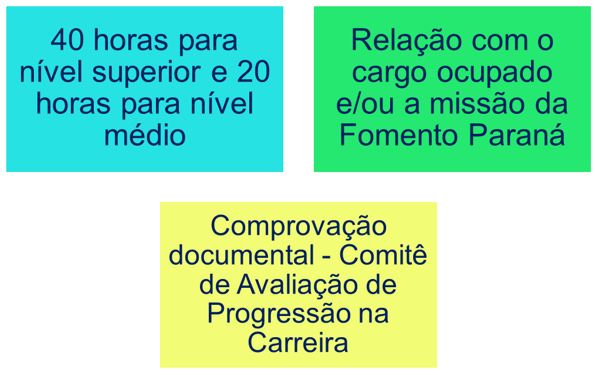 40 horas para
nível superior e 20
horas para nível
médio
Relação com o
cargo ocupado
e/ou a missão da
Fomento Paraná
Comprovação
documental - Comitê
de Avaliação de
Progressão na
Carreira